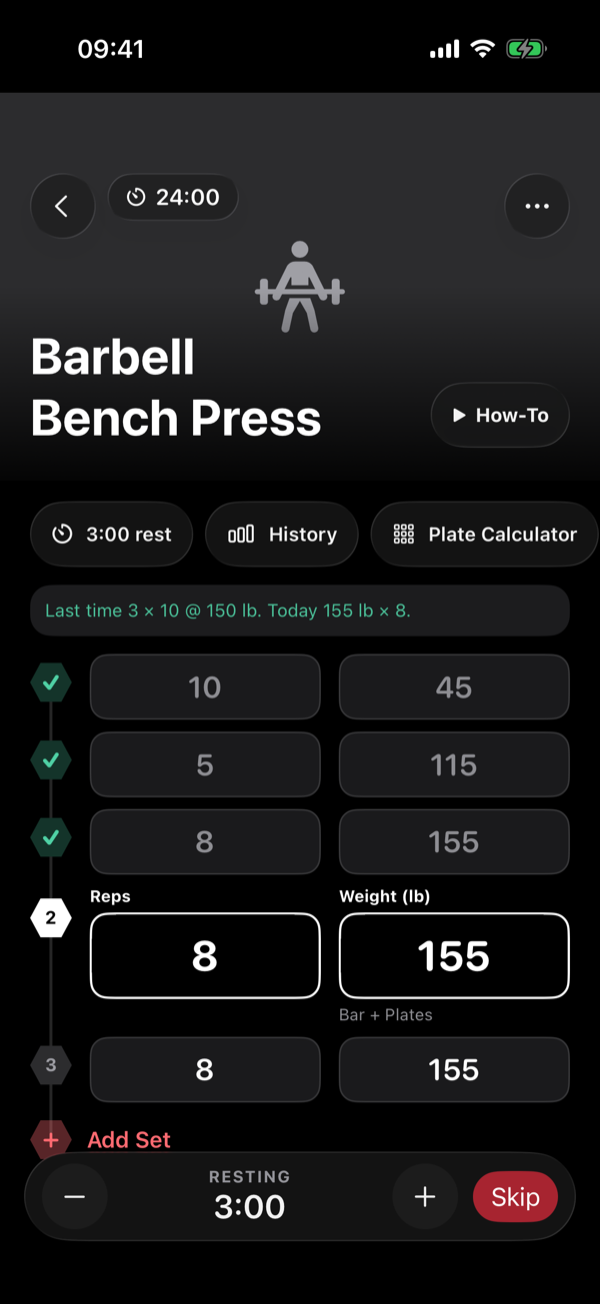 09:41
24:00
Barbell
Bench Press
How-To
3:00 rest
History
Plate Calculator
Last time 3 × 10 @ 150 lb. Today 155 lb × 8.
10 45
5 115
8 155
Reps Weight (lb)
2 8 155
Bar + Plates
3 8 155
+ Add Set
RESTING
− 3:00 + Skip